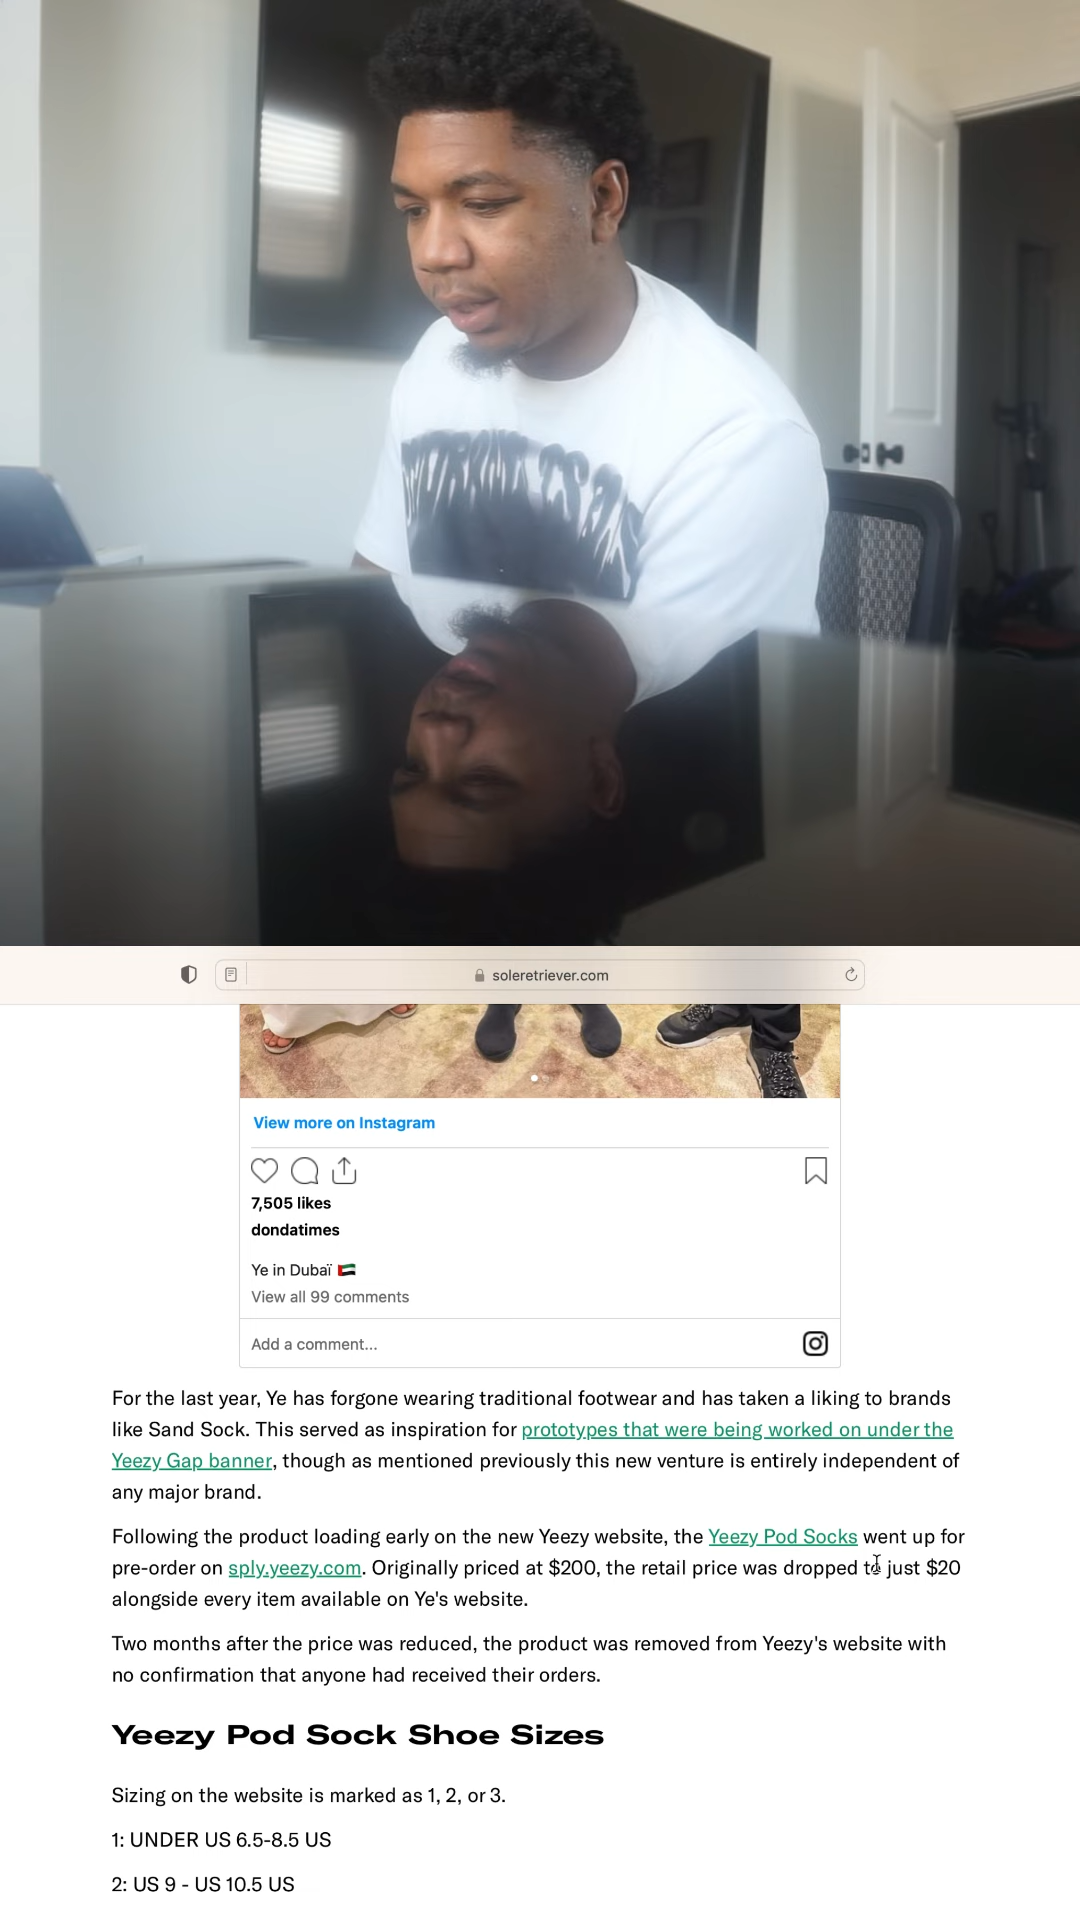 soleretriever.com
View more on Instagram
7,505 likes
dondatimes
Ye in Dubaï 🇦🇪
View all 99 comments
Add a comment...
For the last year, Ye has forgone wearing traditional footwear and has taken a liking to brands
like Sand Sock. This served as inspiration for prototypes that were being worked on under the
Yeezy Gap banner, though as mentioned previously this new venture is entirely independent of
any major brand.
Following the product loading early on the new Yeezy website, the Yeezy Pod Socks went up for
pre-order on sply.yeezy.com. Originally priced at $200, the retail price was dropped to just $20
alongside every item available on Ye's website.
Two months after the price was reduced, the product was removed from Yeezy's website with
no confirmation that anyone had received their orders.
Yeezy Pod Sock Shoe Sizes
Sizing on the website is marked as 1, 2, or 3.
1: UNDER US 6.5-8.5 US
2: US 9 - US 10.5 US